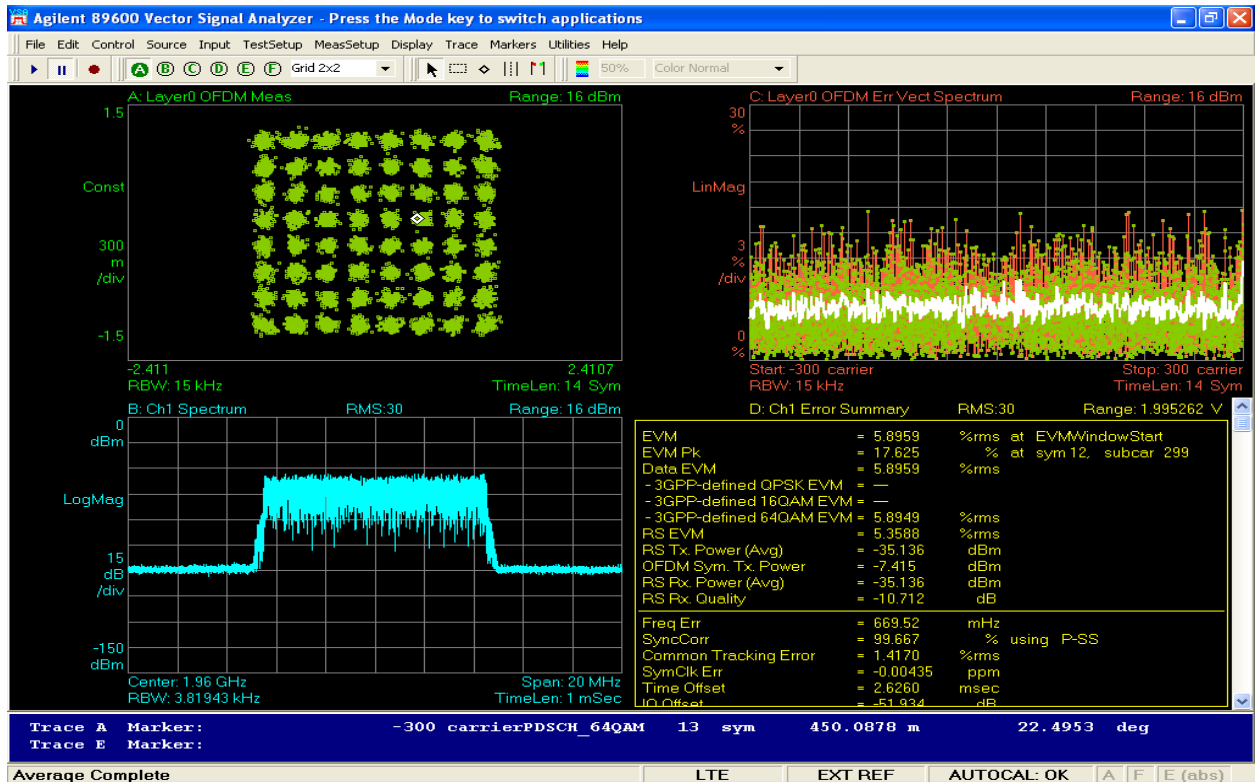 Agilent 89600 Vector Signal Analyzer - Press the Mode key to switch applications
File Edit Control Source Input TestSetup MeasSetup Display Trace Markers Utilities Help
A B C D E F Grid 2x2 50% Color Normal
A: Layer0 OFDM Meas Range: 16 dBm
1.5
Const
300
m
/div
-1.5
-2.411 2.4107
RBW: 15 kHz TimeLen: 14 Sym
C: Layer0 OFDM Err Vect Spectrum Range: 16 dBm
30
%
LinMag
3
%
/div
0
%
Start: -300 carrier Stop: 300 carrier
RBW: 15 kHz TimeLen: 14 Sym
B: Ch1 Spectrum RMS:30 Range: 16 dBm
0
dBm
LogMag
15
dB
/div
-150
dBm
Center: 1.96 GHz Span: 20 MHz
RBW: 3.81943 kHz TimeLen: 1 mSec
D: Ch1 Error Summary RMS:30 Range: 1.995262 V
EVM = 5.8959 %rms at EVMWindowStart
EVM Pk = 17.625 % at sym 12, subcar 299
Data EVM = 5.8959 %rms
- 3GPP-defined QPSK EVM = —
- 3GPP-defined 16QAM EVM = —
- 3GPP-defined 64QAM EVM = 5.8949 %rms
RS EVM = 5.3588 %rms
RS Tx. Power (Avg) = -35.136 dBm
OFDM Sym. Tx. Power = -7.415 dBm
RS Rx. Power (Avg) = -35.136 dBm
RS Rx. Quality = -10.712 dB
Freq Err = 669.52 mHz
SyncCorr = 99.667 % using P-SS
Common Tracking Error = 1.4170 %rms
SymClk Err = -0.00435 ppm
Time Offset = 2.6260 msec
IQ Offset = -51.934 dB
Trace A Marker: -300 carrierPDSCH_64QAM 13 sym 450.0878 m 22.4953 deg
Trace E Marker:
Average Complete LTE EXT REF AUTOCAL: OK A F E (abs)